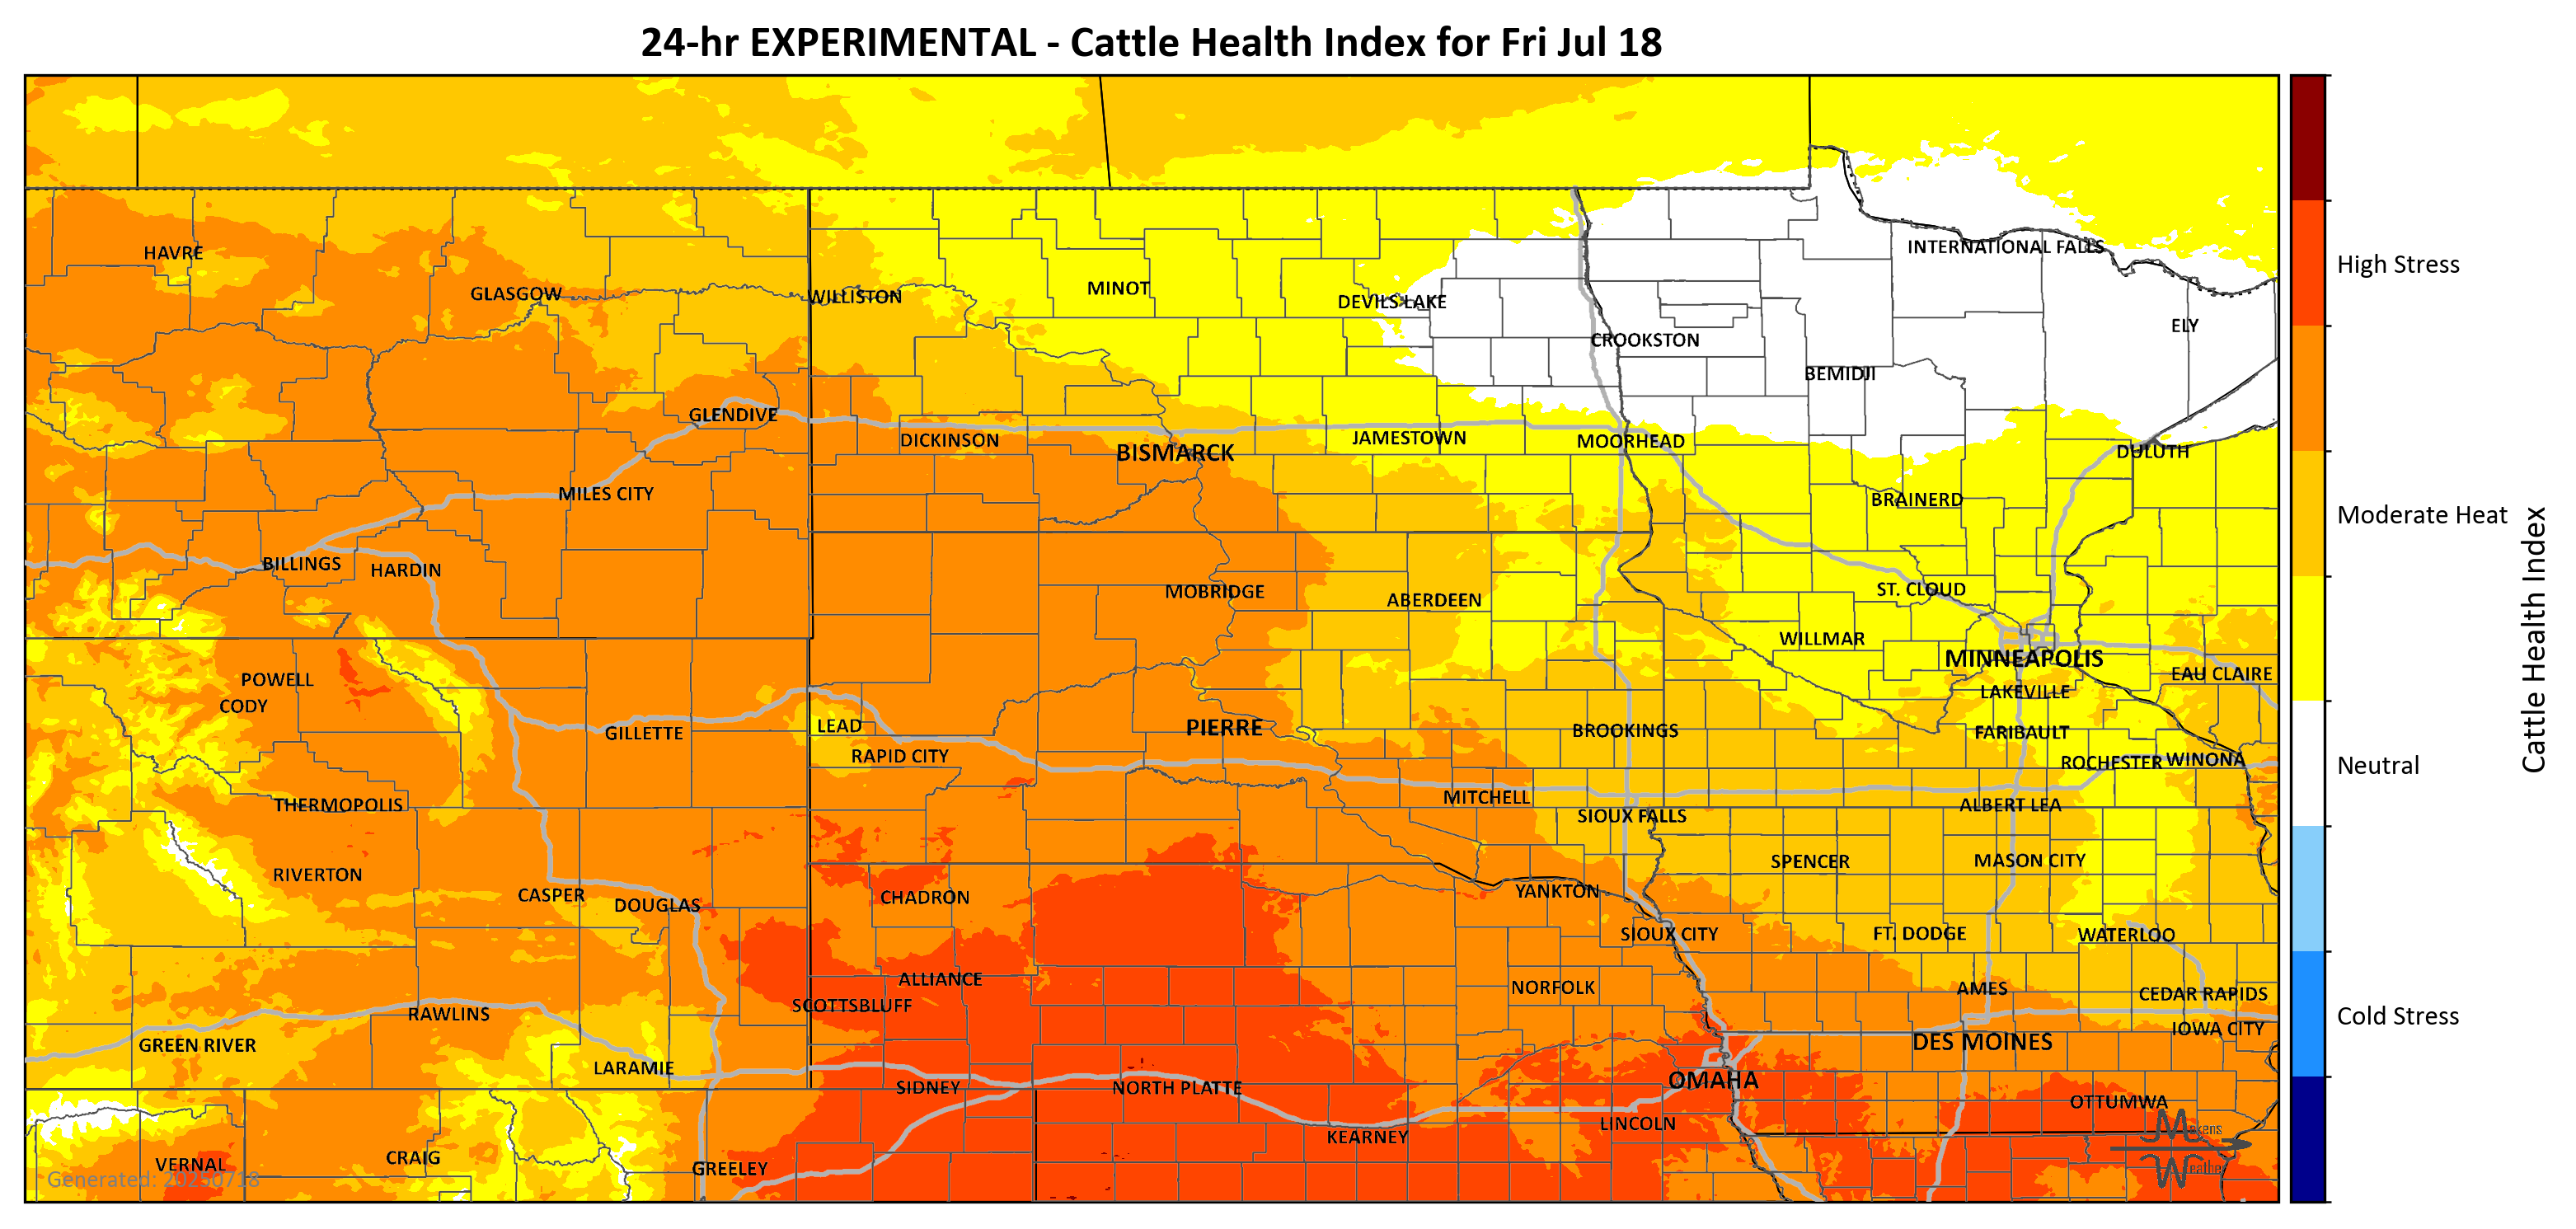 24-hr EXPERIMENTAL - Cattle Health Index for Fri Jul 18
INTERNATIONAL FALLS
HAVRE
High Stress
MINOT
GLASGOW
WILLISTON
DEVILS LAKE
ELY
CROOKSTON
BEMIDJI
GLENDIVE
DICKINSON
JAMESTOWN
MOORHEAD
BISMARCK
DULUTH
MILES CITY
BRAINERD
Moderate Heat
BILLINGS
HARDIN
MOBRIDGE
ST. CLOUD
ABERDEEN
WILLMAR
Cattle Health Index
MINNEAPOLIS
EAU CLAIRE
POWELL
LAKEVILLE
CODY
LEAD
PIERRE
BROOKINGS
GILLETTE
FARIBAULT
RAPID CITY
ROCHESTER
WINONA
Neutral
MITCHELL
THERMOPOLIS
ALBERT LEA
SIOUX FALLS
SPENCER
MASON CITY
RIVERTON
YANKTON
CASPER
CHADRON
DOUGLAS
SIOUX CITY
FT. DODGE
WATERLOO
ALLIANCE
NORFOLK
AMES
CEDAR RAPIDS
SCOTTSBLUFF
RAWLINS
Cold Stress
IOWA CITY
GREEN RIVER
DES MOINES
LARAMIE
OMAHA
SIDNEY
NORTH PLATTE
OTTUMWA
LINCOLN
Makens
KEARNEY
CRAIG
VERNAL
GREELEY
Weather
Generated: 20250718